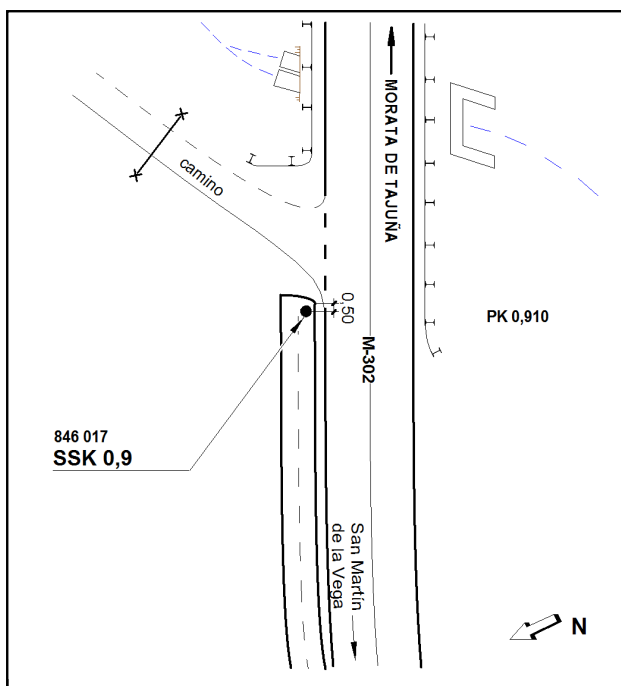 MORATA DE TAJUÑA
camino
0,50
PK 0,910
M-302
846 017
SSK 0,9
San Martín
de la Vega
N